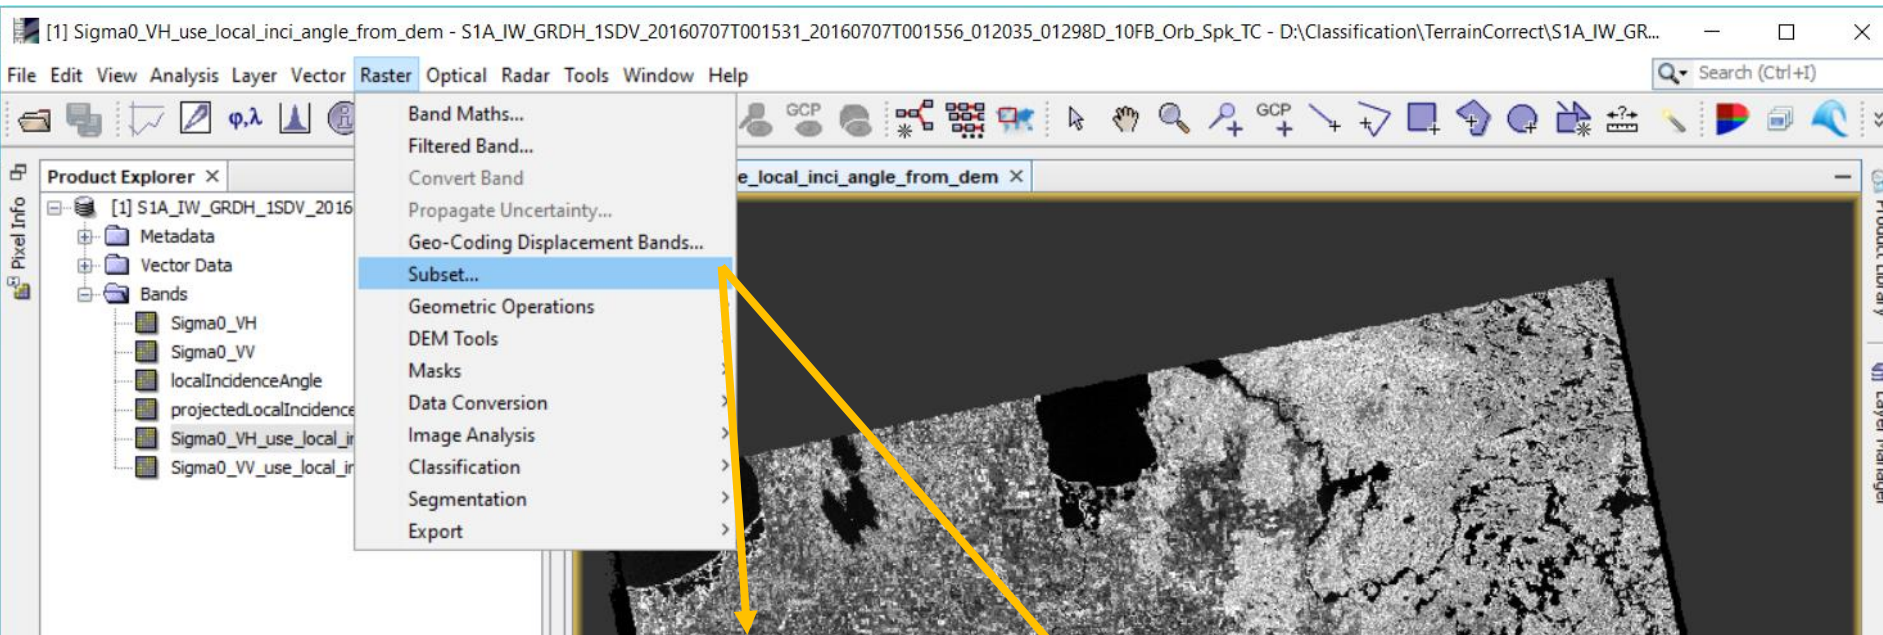 [1] Sigma0_VH_use_local_inci_angle_from_dem - S1A_IW_GRDH_1SDV_20160707T001531_20160707T001556_012035_01298D_10FB_Orb_Spk_TC - D:\Classification\TerrainCorrect\S1A_IW_GR...
File Edit View Analysis Layer Vector Raster Optical Radar Tools Window Help
Search (Ctrl+I)
φ,λ
GCP
GCP
Band Maths...
Filtered Band...
Convert Band
Propagate Uncertainty...
Geo-Coding Displacement Bands...
Subset...
Geometric Operations
DEM Tools
Masks
Data Conversion
Image Analysis
Classification
Segmentation
Export
Pixel Info
Product Explorer
[1] S1A_IW_GRDH_1SDV_2016
Metadata
Vector Data
Bands
Sigma0_VH
Sigma0_VV
localIncidenceAngle
projectedLocalIncidence
Sigma0_VH_use_local_ir
Sigma0_VV_use_local_ir
e_local_inci_angle_from_dem
Product Library
Layer Manager